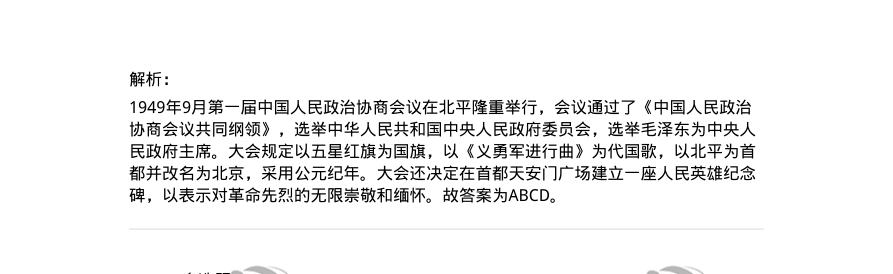 解析：
1949年9月第一届中国人民政治协商会议在北平隆重举行，会议通过了《中国人民政治
协商会议共同纲领》，选举中华人民共和国中央人民政府委员会，选举毛泽东为中央人
民政府主席。大会规定以五星红旗为国旗，以《义勇军进行曲》为代国歌，以北平为首
都并改名为北京，采用公元纪年。大会还决定在首都天安门广场建立一座人民英雄纪念
碑，以表示对革命先烈的无限崇敬和缅怀。故答案为ABCD。